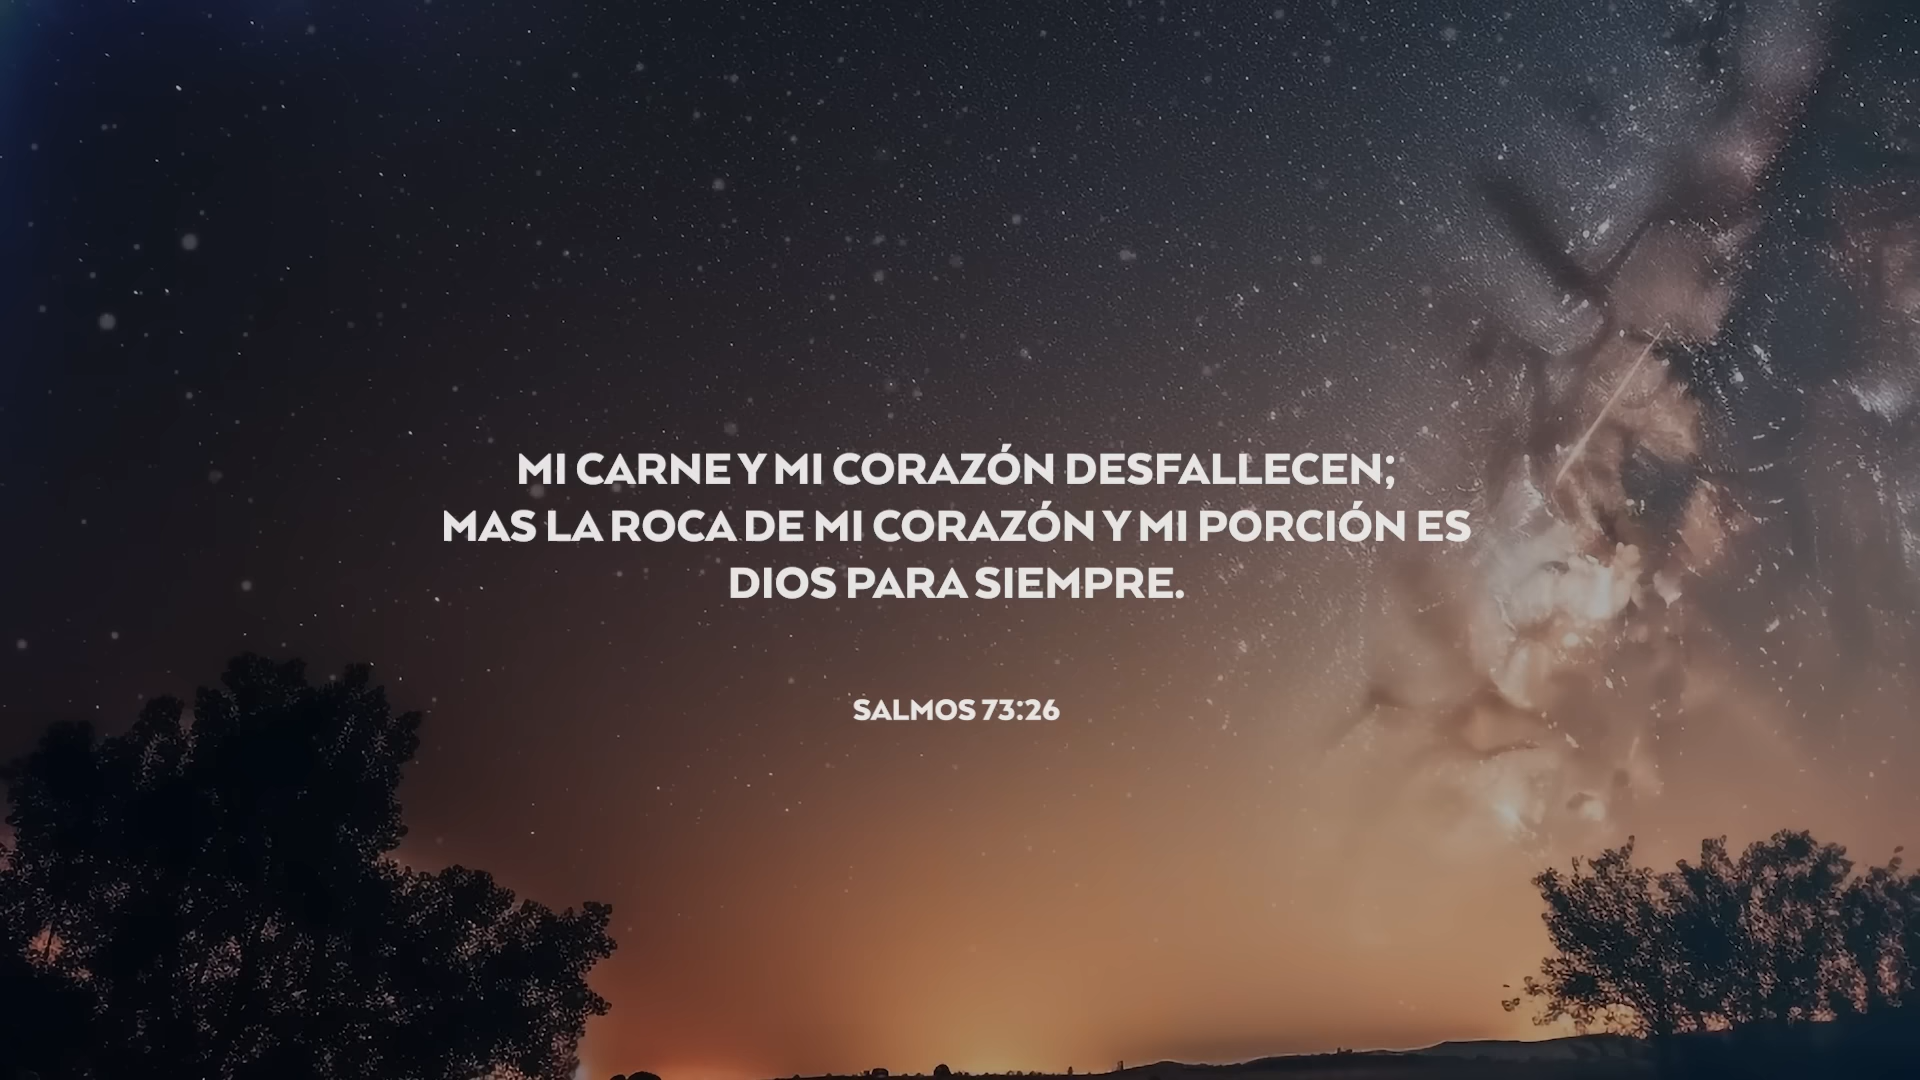 MI CARNE Y MI CORAZÓN DESFALLECEN;
MAS LA ROCA DE MI CORAZÓN Y MI PORCIÓN ES
DIOS PARA SIEMPRE.
SALMOS 73:26